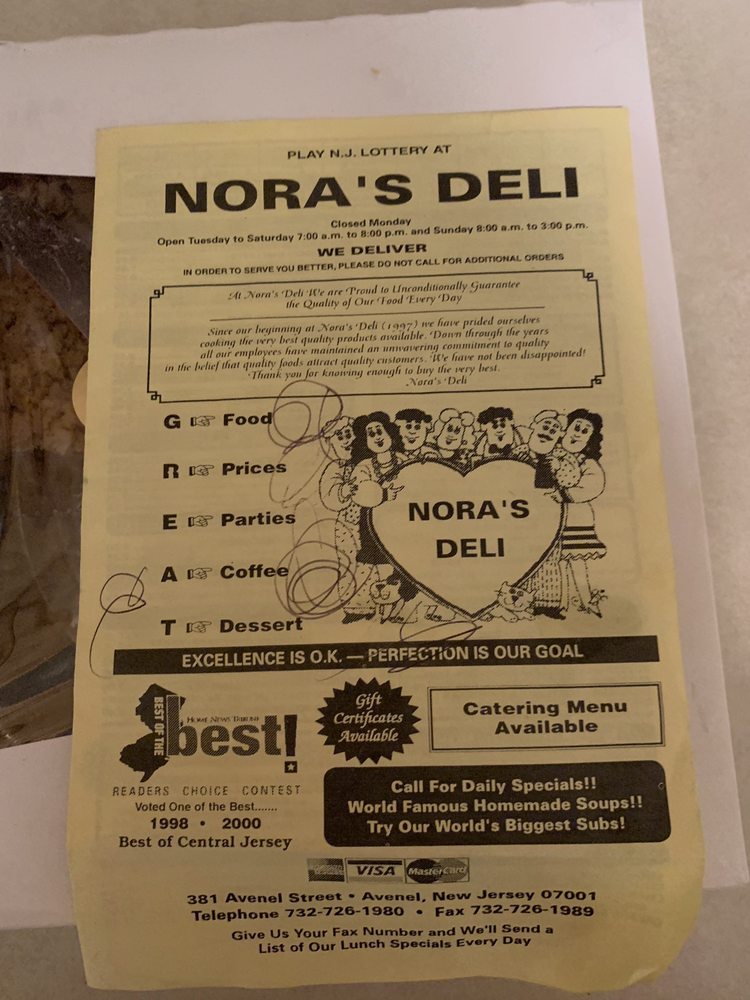 PLAY N.J. LOTTERY AT
NORA'S DELI
Closed Monday
Open Tuesday to Saturday 7:00 a.m. to 8:00 p.m. and Sunday 8:00 a.m. to 3:00 p.m.
WE DELIVER
IN ORDER TO SERVE YOU BETTER, PLEASE DO NOT CALL FOR ADDITIONAL ORDERS
At Nora's Deli We are Proud to Unconditionally Guarantee
the Quality of Our Food Every Day
Since our beginning at Nora's Deli (1997) we have prided ourselves
cooking the very best quality products available. Down through the years
all our employees have maintained an unwavering commitment to quality
in the belief that quality foods attract quality customers. We have not been disappointed!
Thank you for knowing enough to buy the very best.
Nora's Deli
G ☞ Food
R ☞ Prices
E ☞ Parties
A ☞ Coffee
T ☞ Dessert
NORA'S
DELI
EXCELLENCE IS O.K. — PERFECTION IS OUR GOAL
BEST OF THE
HOME NEWS TRIBUNE
best!
READERS CHOICE CONTEST
Voted One of the Best.......
1998 • 2000
Best of Central Jersey
Gift
Certificates
Available
Catering Menu
Available
Call For Daily Specials!!
World Famous Homemade Soups!!
Try Our World's Biggest Subs!
VISA MasterCard
381 Avenel Street • Avenel, New Jersey 07001
Telephone 732-726-1980 • Fax 732-726-1989
Give Us Your Fax Number and We'll Send a
List of Our Lunch Specials Every Day